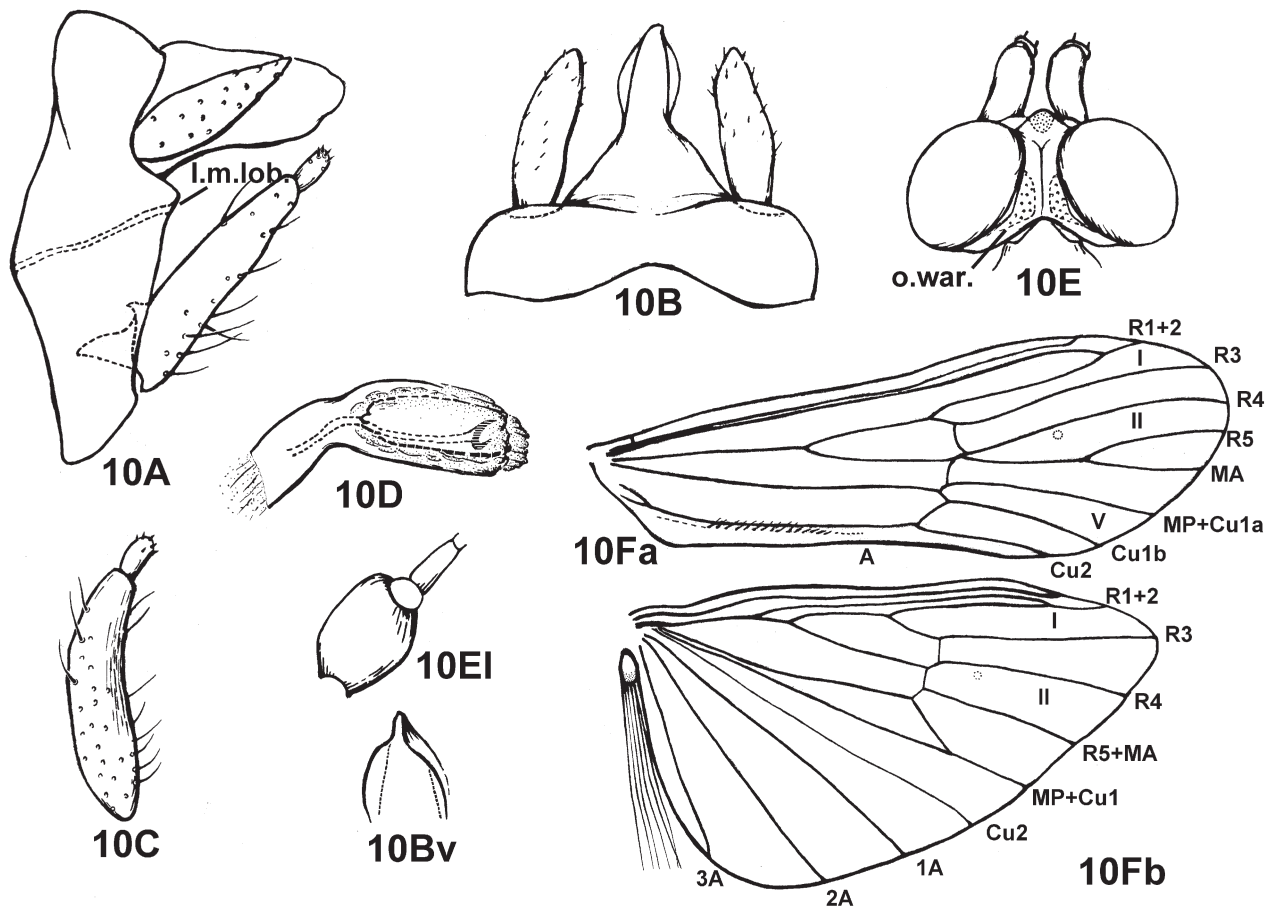 l.m.lob.
10A
10B
o.war.
10E
10D
R1+2
I
R3
R4
II
R5
MA
MP+Cu1a
V
Cu1b
Cu2
A
10Fa
10C
10El
10Bv
R1+2
I
R3
R4
II
R5+MA
MP+Cu1
Cu2
1A
2A
3A
10Fb